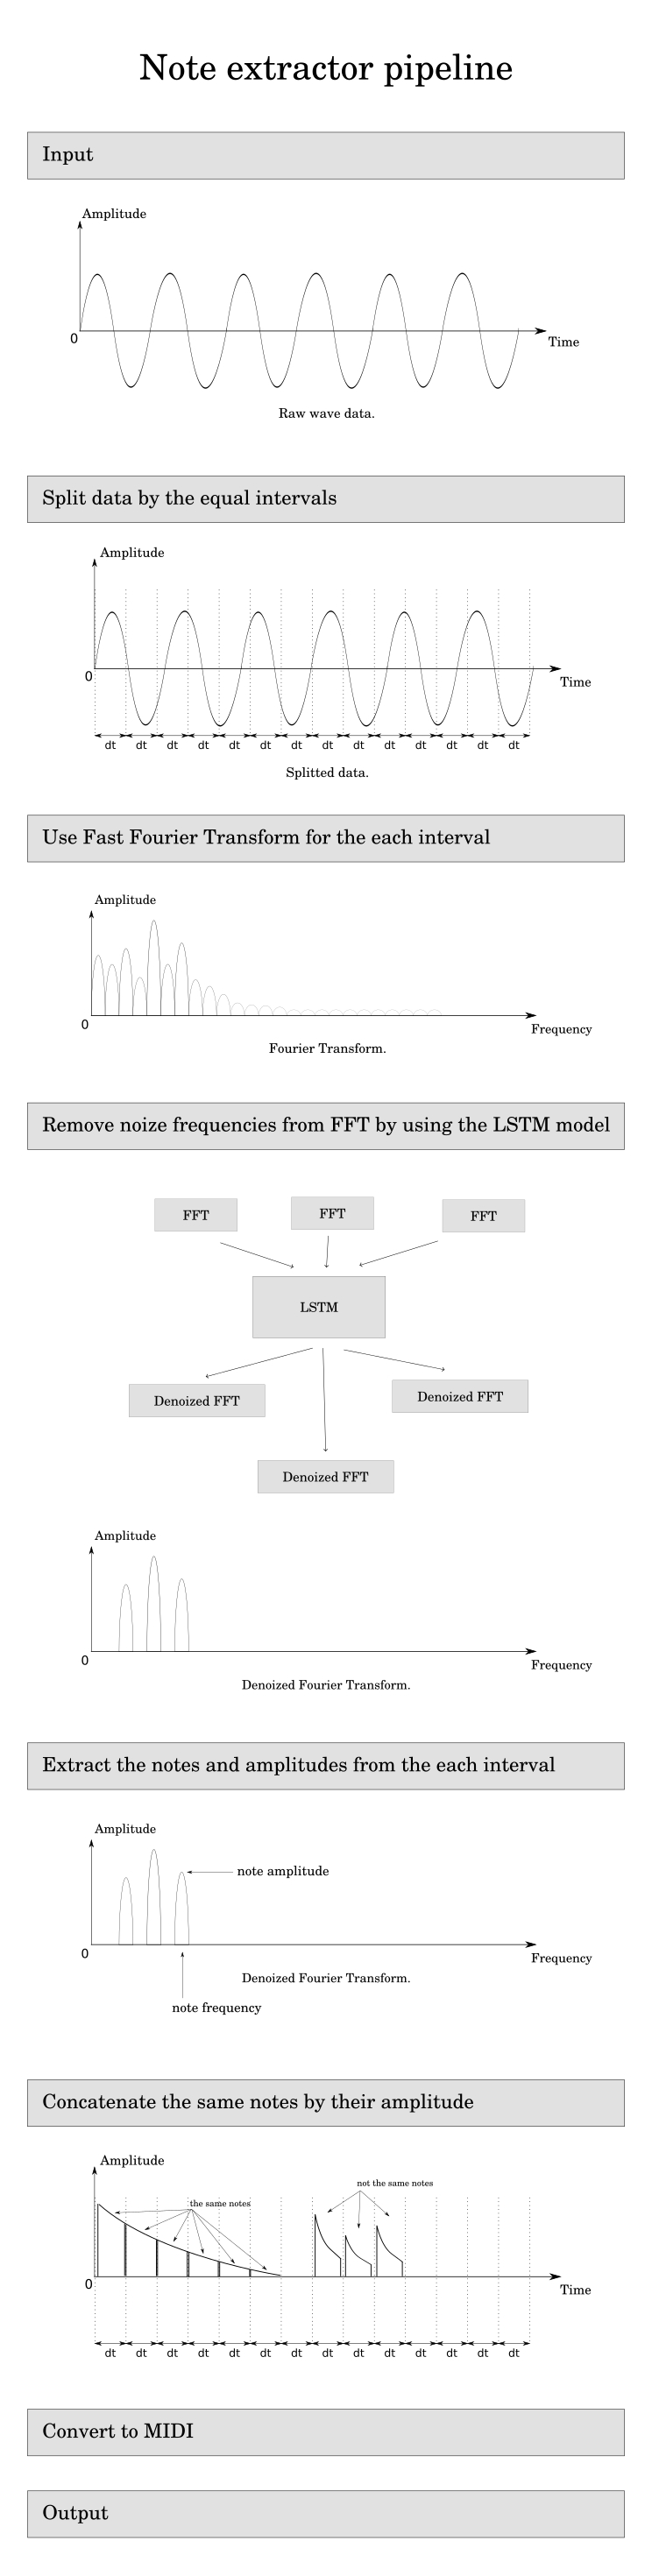 Note extractor pipeline
Input
Amplitude
0
Time
Raw wave data.
Split data by the equal intervals
Amplitude
0
Time
dt dt dt dt dt dt dt dt dt dt dt dt dt dt
Splitted data.
Use Fast Fourier Transform for the each interval
Amplitude
0
Frequency
Fourier Transform.
Remove noize frequencies from FFT by using the LSTM model
FFT FFT FFT
LSTM
Denoized FFT Denoized FFT
Denoized FFT
Amplitude
0
Frequency
Denoized Fourier Transform.
Extract the notes and amplitudes from the each interval
Amplitude
note amplitude
0
Frequency
Denoized Fourier Transform.
note frequency
Concatenate the same notes by their amplitude
Amplitude
not the same notes
the same notes
0
Time
dt dt dt dt dt dt dt dt dt dt dt dt dt dt
Convert to MIDI
Output